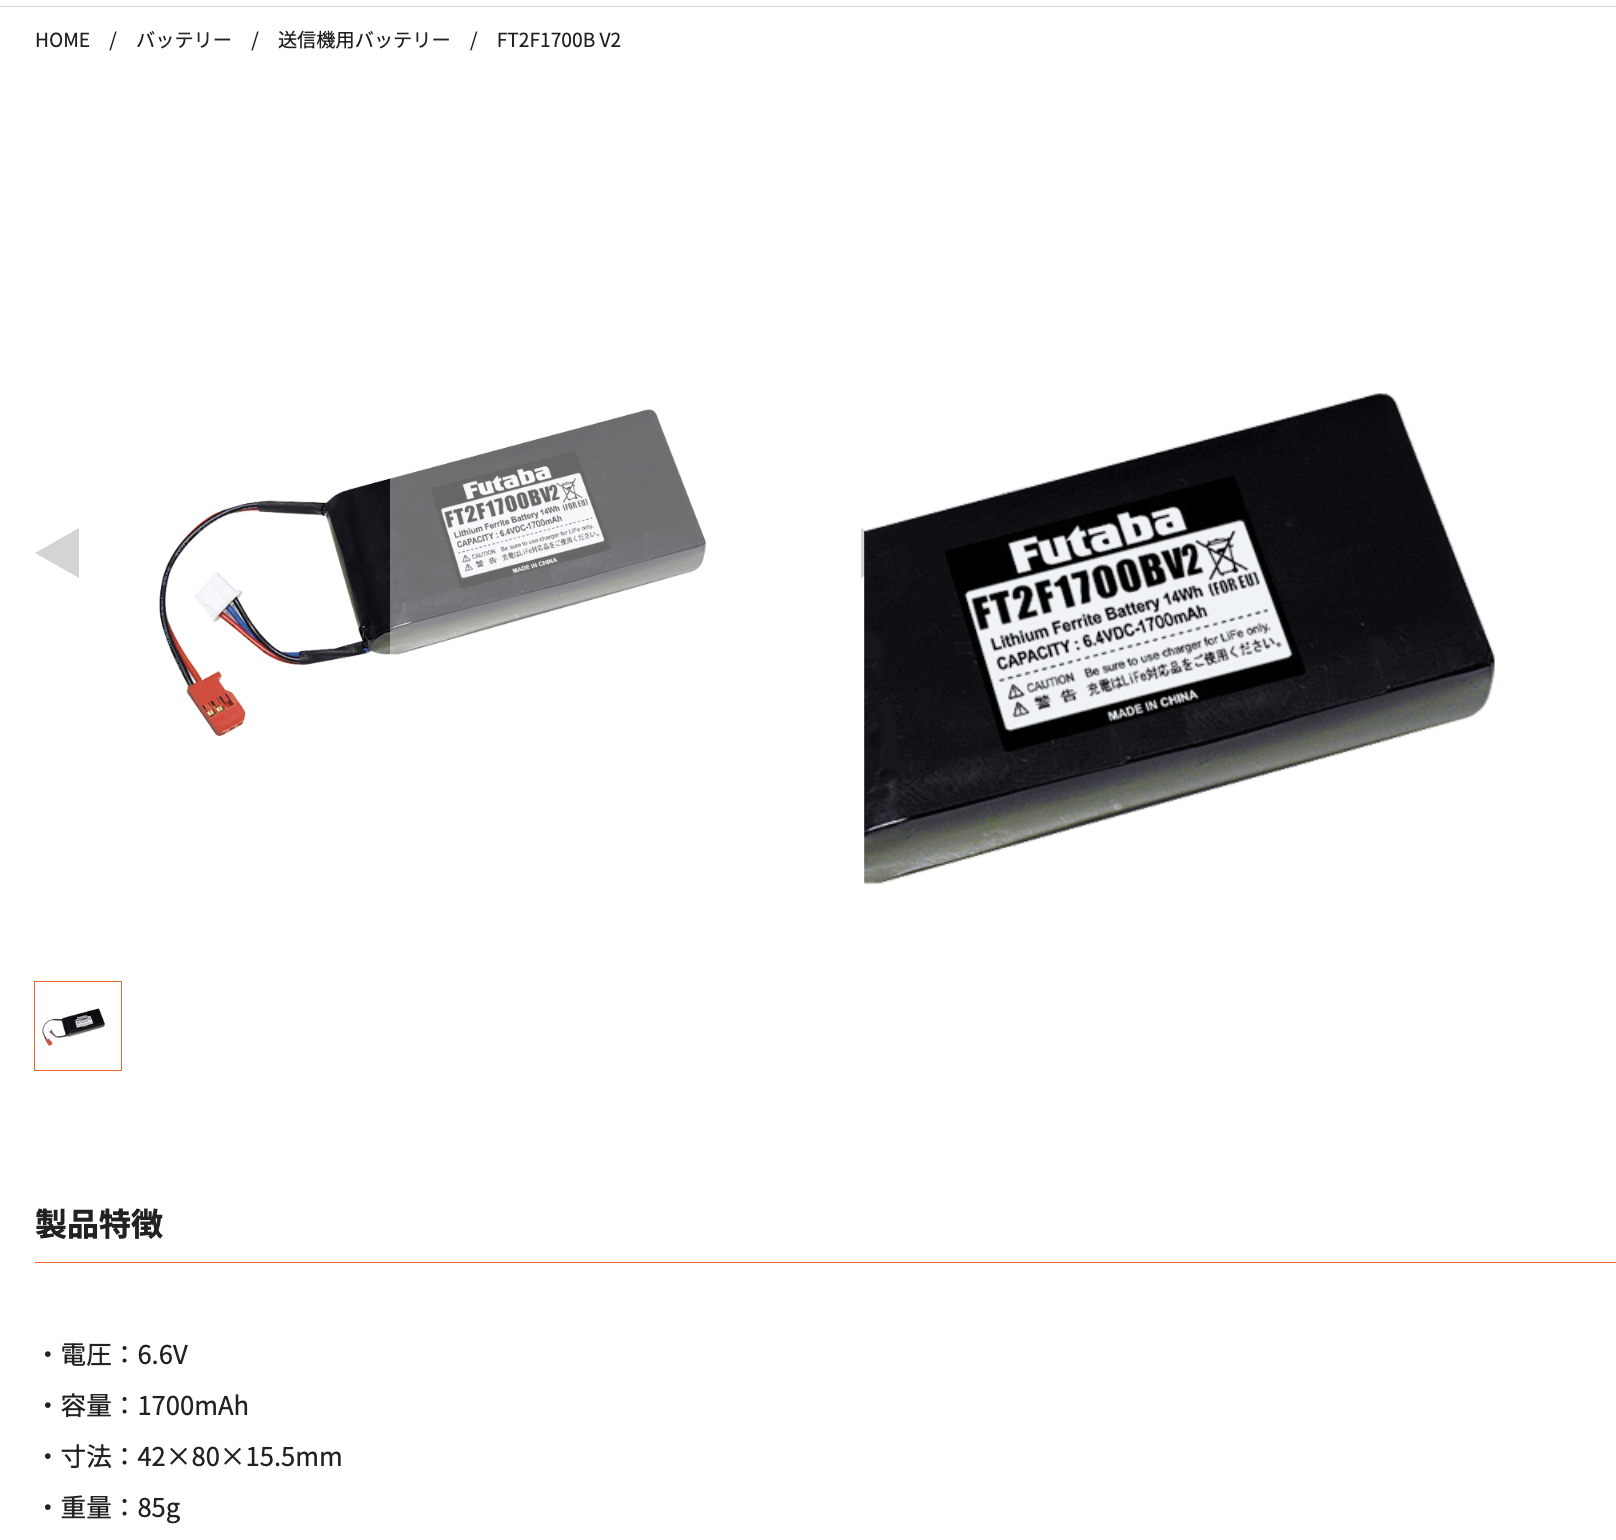 HOME / バッテリー / 送信機用バッテリー / FT2F1700B V2
Futaba
FT2F1700BV2
Lithium Ferrite Battery 14Wh (FOR EU)
CAPACITY : 6.4VDC-1700mAh
CAUTION Be sure to use charger for LiFe only.
警 告 充電はLiFe対応品をご使用ください。
MADE IN CHINA
Futaba
FT2F1700BV2
Lithium Ferrite Battery 14Wh (FOR EU)
CAPACITY : 6.4VDC-1700mAh
CAUTION Be sure to use charger for LiFe only.
警 告 充電はLiFe対応品をご使用ください。
MADE IN CHINA
製品特徴
・電圧：6.6V
・容量：1700mAh
・寸法：42×80×15.5mm
・重量：85g